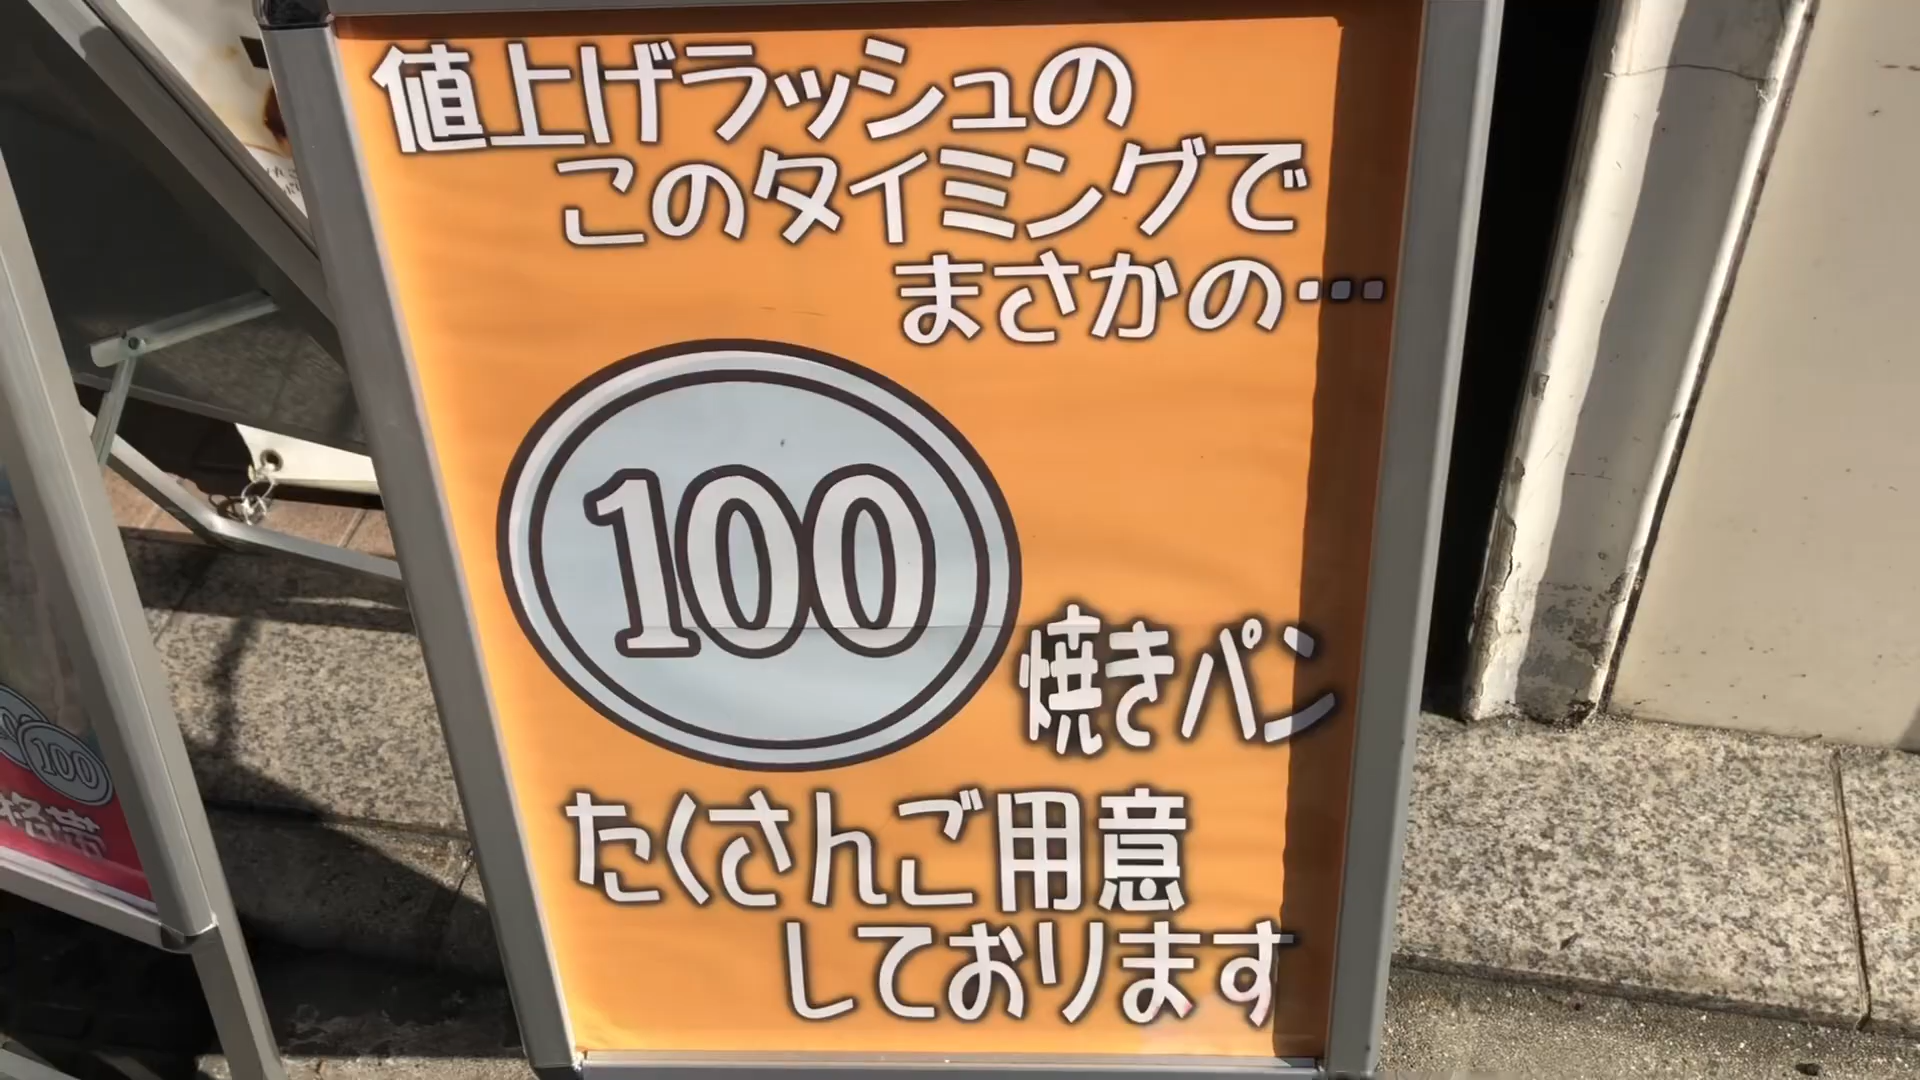 値上げラッシュの
このタイミングで
まさかの…
100
焼きパン
たくさんご用意
しております
100